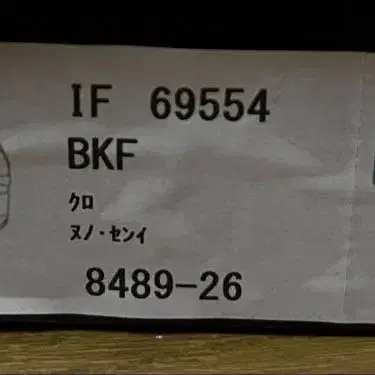 IF 69554
BKF
ｸﾛ
ﾇﾉ・ｾﾝｲ
8489-26